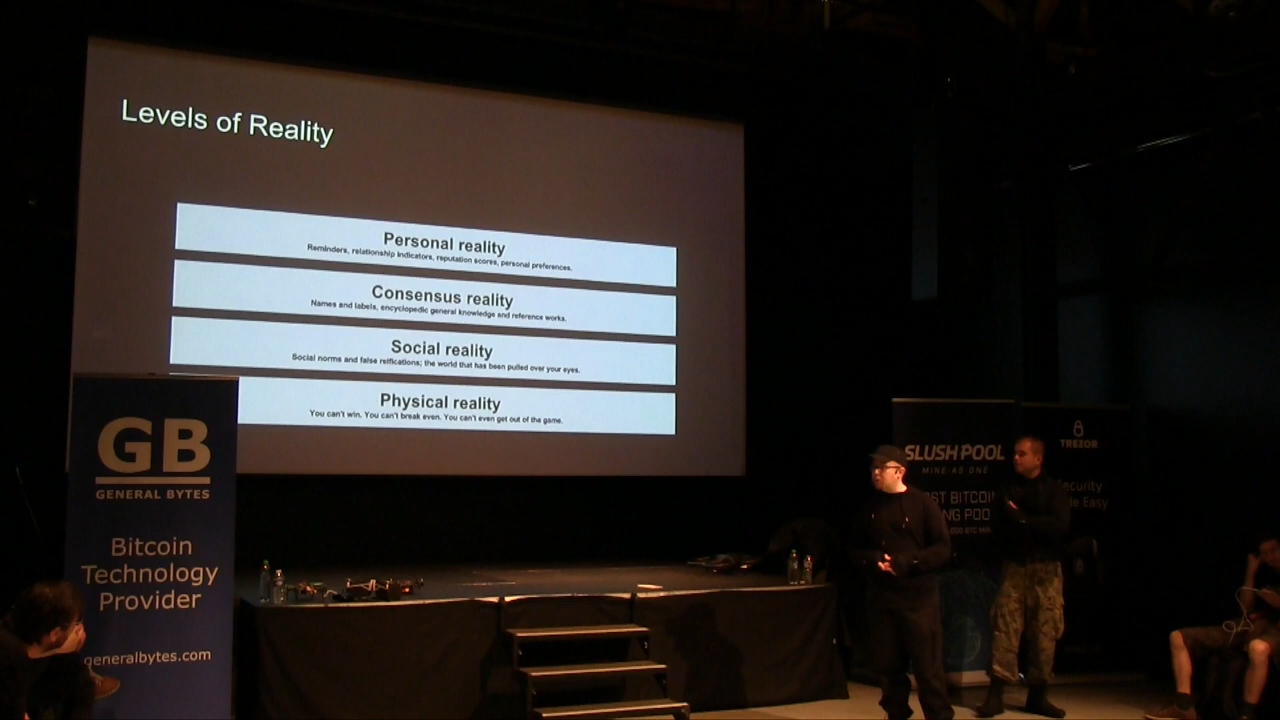 Levels of Reality
Personal reality
Reminders, relationship indicators, reputation scores, personal preferences.
Consensus reality
Names and labels, encyclopedic general knowledge and reference works.
Social reality
Social norms and false reifications; the world that has been pulled over your eyes.
Physical reality
You can't win. You can't break even. You can't even get out of the game.
GB
GENERAL BYTES
Bitcoin
Technology
Provider
generalbytes.com
SLUSH POOL
MINE AS ONE
BITCOIN
TREZOR